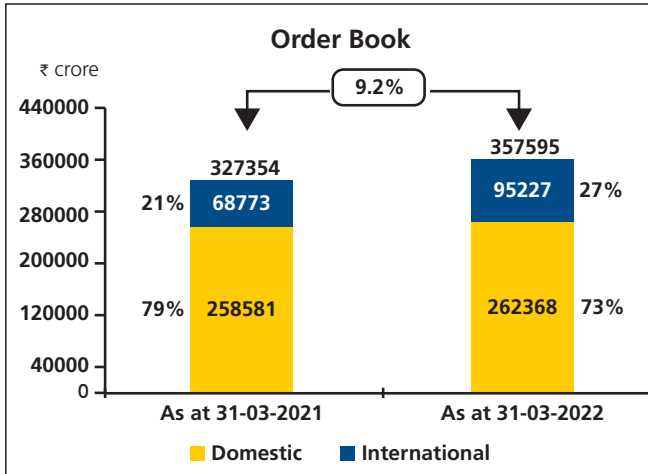 Order Book
₹ crore
9.2%
440000
360000
280000
200000
120000
40000
0
327354
357595
21% 68773
95227 27%
79% 258581
262368 73%
As at 31-03-2021
As at 31-03-2022
Domestic International